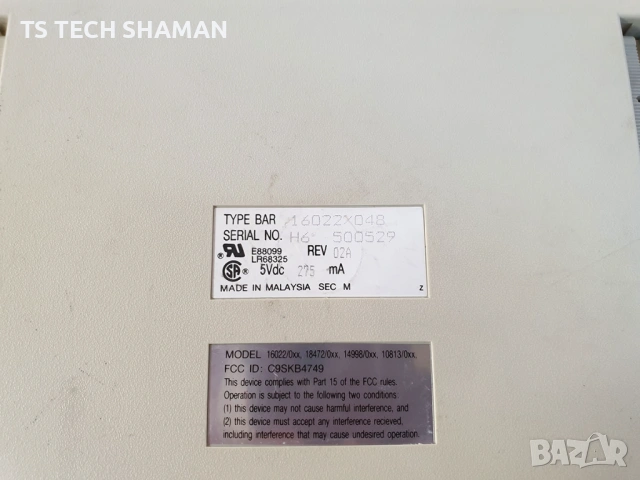 TS TECH SHAMAN
TYPE BAR 16022X048
SERIAL NO. H6 500529
E88099
LR68325
REV 02A
5Vdc 275 mA
MADE IN MALAYSIA SEC M z
MODEL 16022/0xx, 18472/0xx, 14998/0xx, 10813/0xx,
FCC ID: C9SKB4749
This device complies with Part 15 of the FCC rules.
Operation is subject to the following two conditions:
(1) this device may not cause harmful interference, and
(2) this device must accept any interference recieved,
including interference that may cause undesired operation.
BAZAR